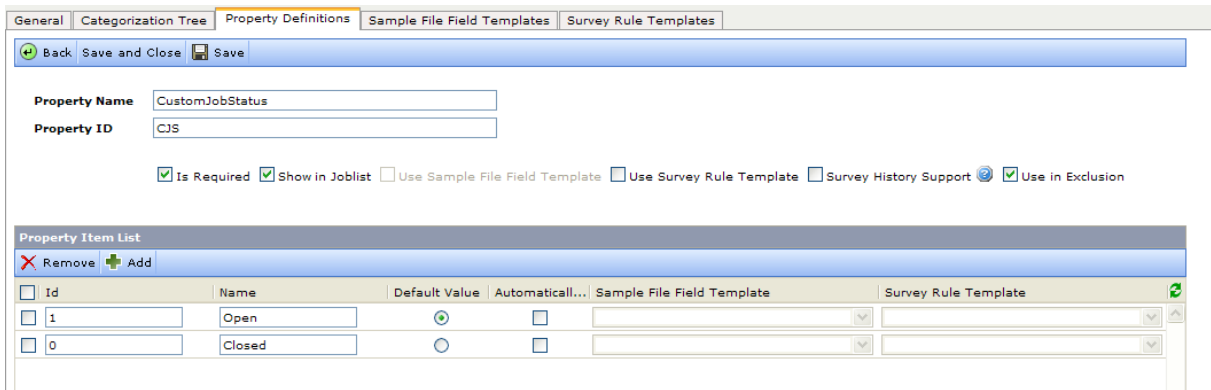 General Categorization Tree Property Definitions Sample File Field Templates Survey Rule Templates
Back Save and Close Save
Property Name CustomJobStatus
Property ID CJS
Is Required Show in Joblist Use Sample File Field Template Use Survey Rule Template Survey History Support Use in Exclusion
Property Item List
Remove Add
Id Name Default Value Automaticall... Sample File Field Template Survey Rule Template
1 Open
0 Closed